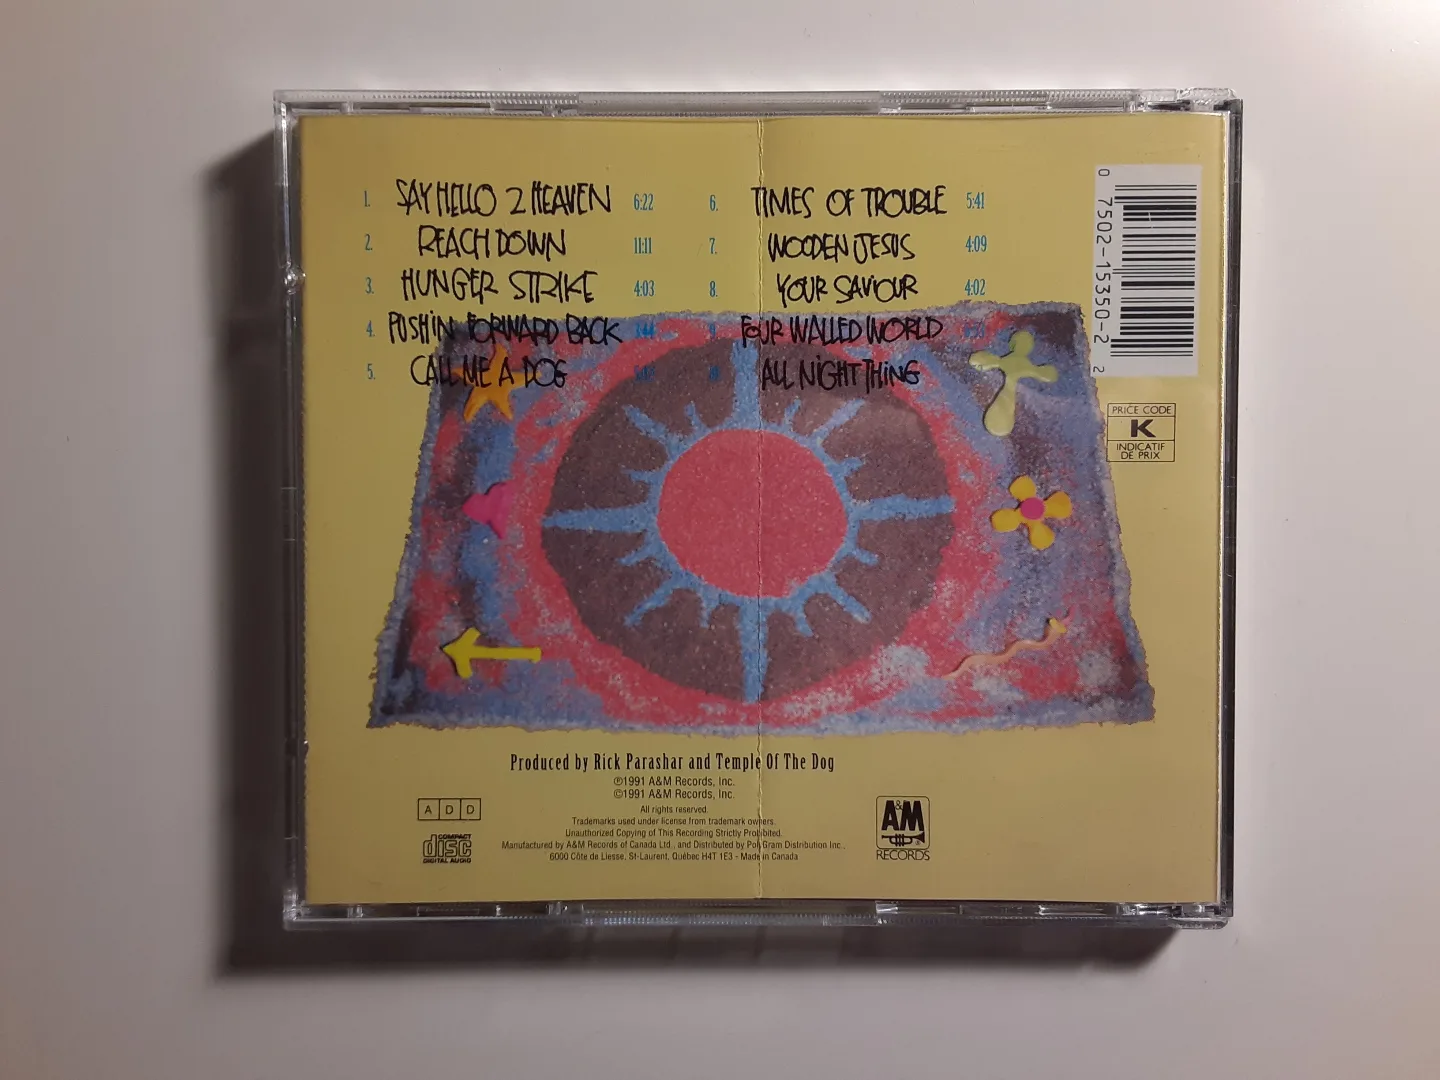 1. SAY HELLO 2 HEAVEN 6:22
2. REACH DOWN 11:11
3. HUNGER STRIKE 4:03
4. PUSHIN FORWARD BACK
5. CALL ME A DOG
6. TIMES OF TROUBLE 5:41
7. WOODEN JESUS 4:09
8. YOUR SAVIOUR 4:02
9. FOUR WALLED WORLD
ALL NIGHT THING
0 7502-15350-2 2
PRICE CODE
K
INDICATIF
DE PRIX
Produced by Rick Parashar and Temple Of The Dog
℗1991 A&M Records, Inc.
©1991 A&M Records, Inc.
All rights reserved.
Trademarks used under license from trademark owners.
Unauthorized Copying of This Recording Strictly Prohibited.
Manufactured by A&M Records of Canada Ltd., and Distributed by PolyGram Distribution Inc.,
6000 Côte de Liesse, St-Laurent, Québec H4T 1E3 - Made in Canada
A D D
COMPACT
disc
DIGITAL AUDIO
A&M
RECORDS